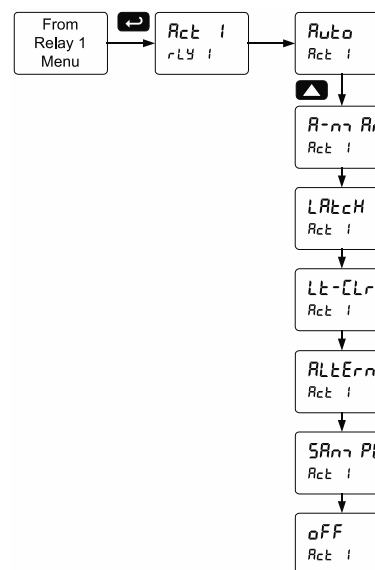 From
Relay 1
Menu
Act 1
rLY 1
Auto
Act 1
Act 1
LAtcH
Act 1
Lt-CLr
Act 1
ALtErn
Act 1
Act 1
oFF
Act 1